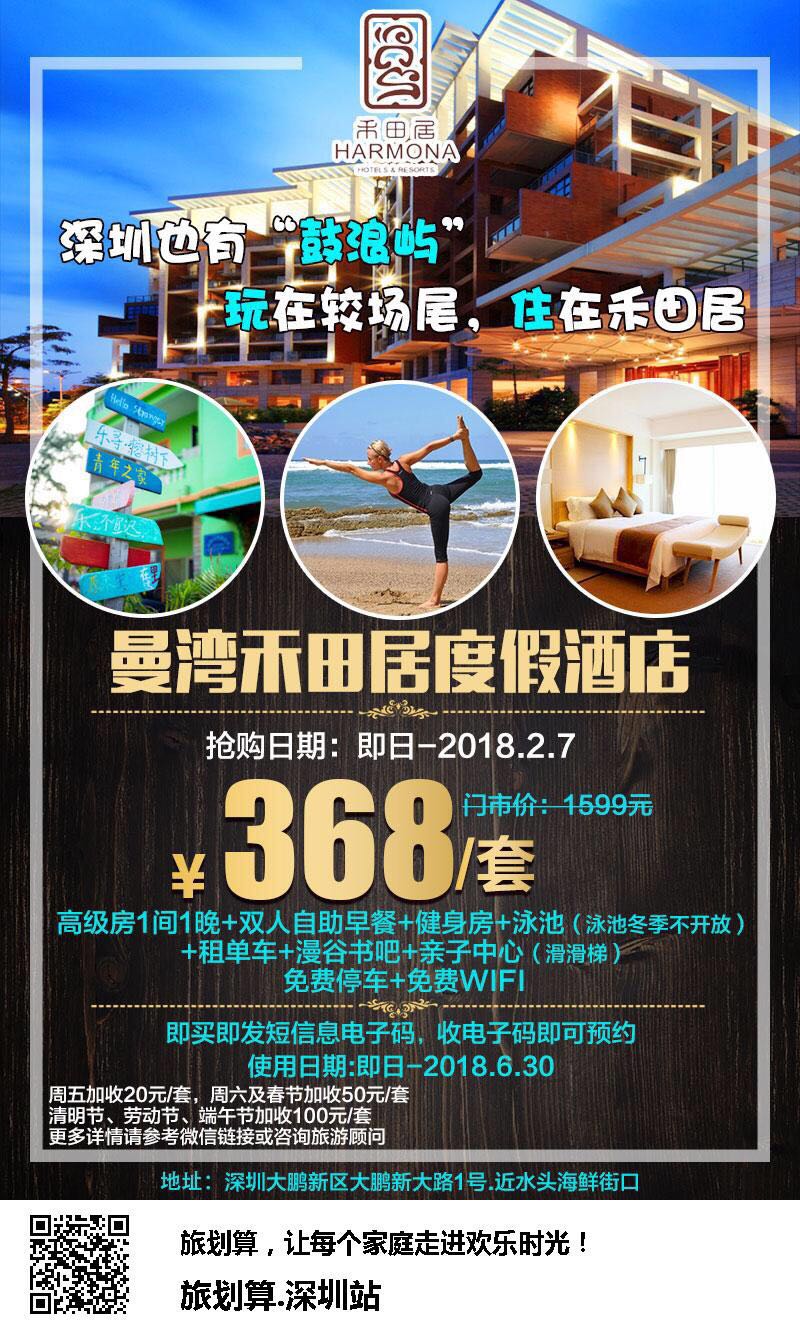 禾田居
HARMONA
HOTELS & RESORTS
深圳也有“鼓浪屿”
玩在较场尾，住在禾田居
Hello Stranger
乐寻·榕树下
青年之家
曼湾禾田居度假酒店
抢购日期：即日-2018.2.7
门市价：1599元
￥368/套
高级房1间1晚+双人自助早餐+健身房+泳池（泳池冬季不开放）
+租单车+漫谷书吧+亲子中心（滑滑梯）
免费停车+免费WIFI
即买即发短信息电子码，收电子码即可预约
使用日期:即日-2018.6.30
周五加收20元/套，周六及春节加收50元/套
清明节、劳动节、端午节加收100元/套
更多详情请参考微信链接或咨询旅游顾问
地址：深圳大鹏新区大鹏新大路1号.近水头海鲜街口
旅划算，让每个家庭走进欢乐时光！
旅划算.深圳站